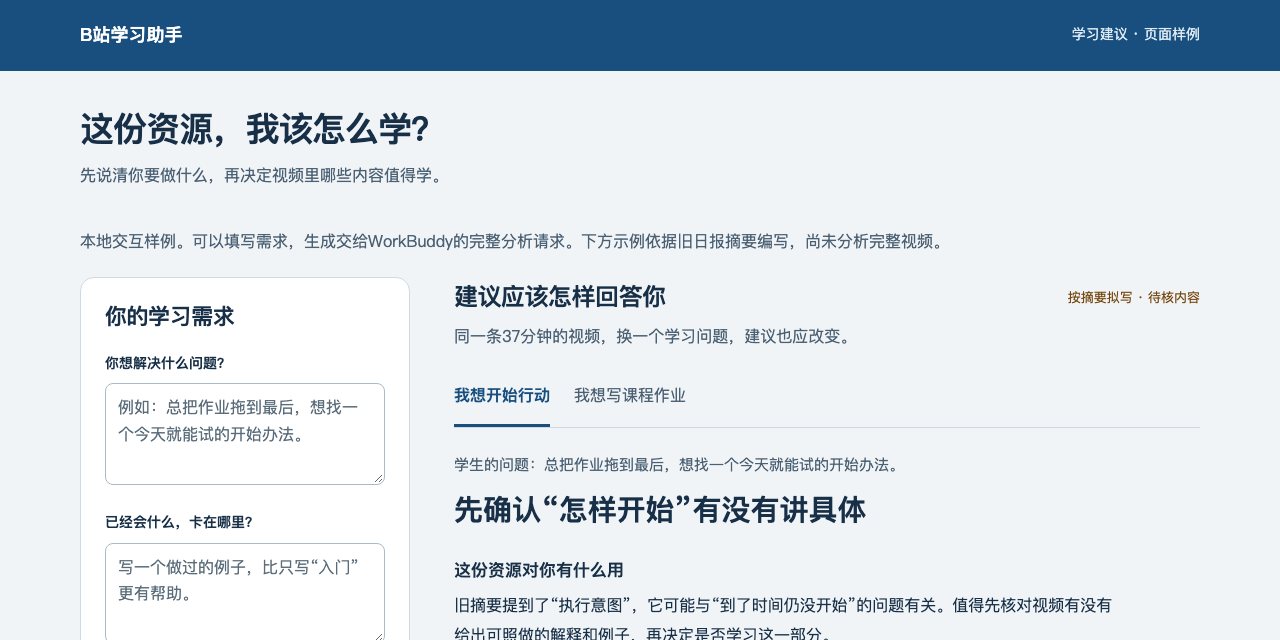 B站学习助手
学习建议 · 页面样例
这份资源，我该怎么学?
先说清你要做什么，再决定视频里哪些内容值得学。
本地交互样例。可以填写需求，生成交给WorkBuddy的完整分析请求。下方示例依据旧日报摘要编写，尚未分析完整视频。
你的学习需求
你想解决什么问题?
例如：总把作业拖到最后，想找一
个今天就能试的开始办法。
已经会什么，卡在哪里?
写一个做过的例子，比只写“入门”
更有帮助。
建议应该怎样回答你
按摘要拟写 · 待核内容
同一条37分钟的视频，换一个学习问题，建议也应改变。
我想开始行动
我想写课程作业
学生的问题：总把作业拖到最后，想找一个今天就能试的开始办法。
先确认“怎样开始”有没有讲具体
这份资源对你有什么用
旧摘要提到了“执行意图”，它可能与“到了时间仍没开始”的问题有关。值得先核对视频有没有
给出可照做的解释和例子，再决定是否学习这一部分。